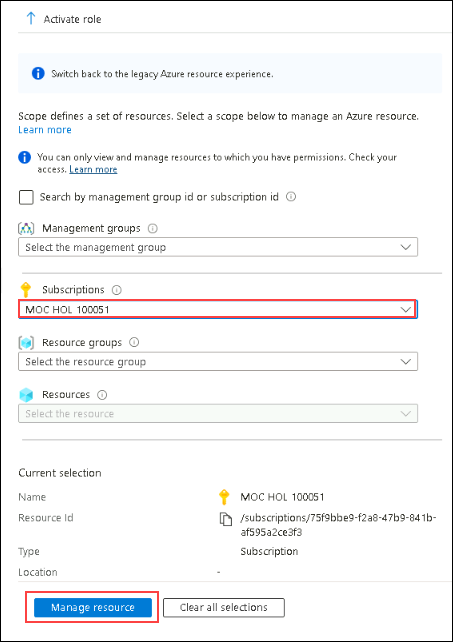 Activate role
Switch back to the legacy Azure resource experience.
Scope defines a set of resources. Select a scope below to manage an Azure resource.
Learn more
You can only view and manage resources to which you have permissions. Check your
access. Learn more
Search by management group id or subscription id
Management groups
Select the management group
Subscriptions
MOC HOL 100051
Resource groups
Select the resource group
Resources
Select the resource
Current selection
Name MOC HOL 100051
Resource Id /subscriptions/75f9bbe9-f2a8-47b9-841b-
af595a2ce3f3
Type Subscription
Location -
Manage resource Clear all selections